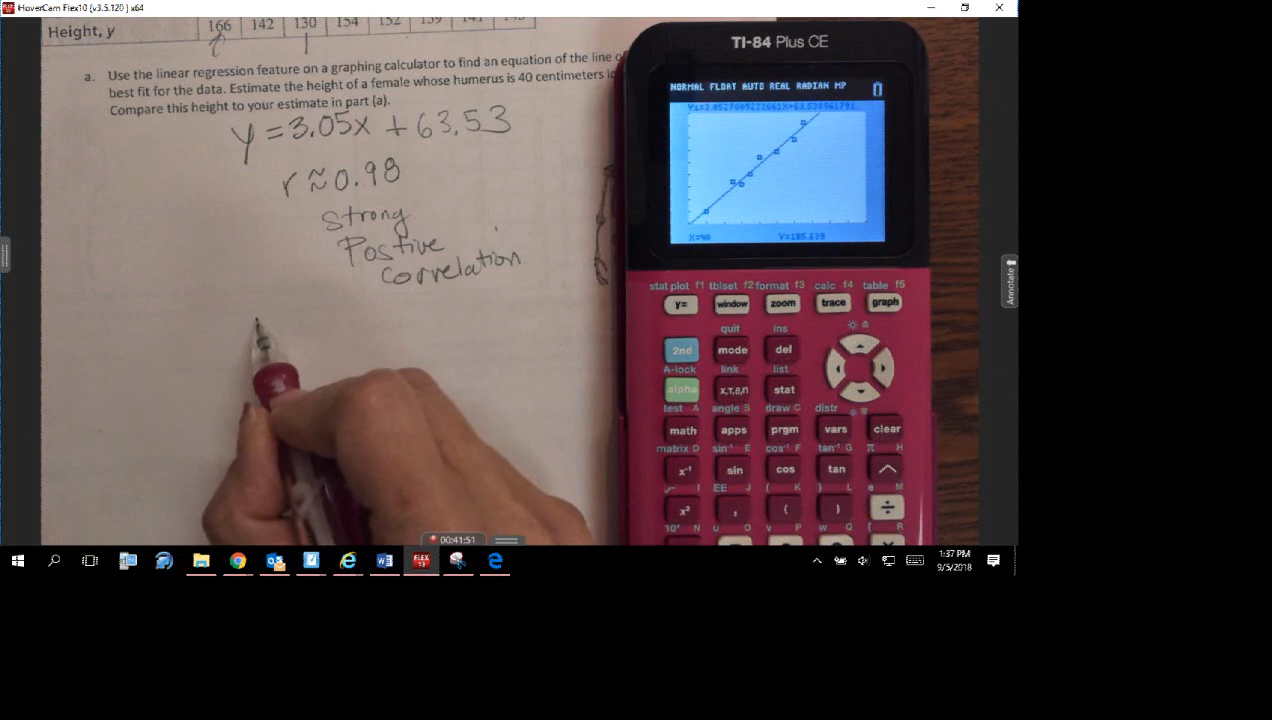 HoverCam Flex10 [v3.5.120 ] x64
Height, y 166 142 130 154 152 159 141
a. Use the linear regression feature on a graphing calculator to find an equation of the line
best fit for the data. Estimate the height of a female whose humerus is 40 centimeters
Compare this height to your estimate in part (a).
y = 3.05x + 63.53
r ≈ 0.98
strong
Postive
correlation
TI-84 Plus CE
NORMAL FLOAT AUTO REAL RADIAN MP
X=40 Y=185.639
stat plot f1 tblset f2 format f3 calc f4 table f5
y= window zoom trace graph
quit ins
2nd mode del
A-lock link list
alpha x,T,θ,n stat
test A angle B draw C distr
math apps prgm vars clear
matrix D sin⁻¹ E cos⁻¹ F tan⁻¹ G π H
x⁻¹ sin cos tan ^
√ I EE J { K } L e M
x² , ( ) ÷
10ˣ N u O v P w Q [ R
Annotate
00:41:51
FLEX
10
1:37 PM
9/5/2018